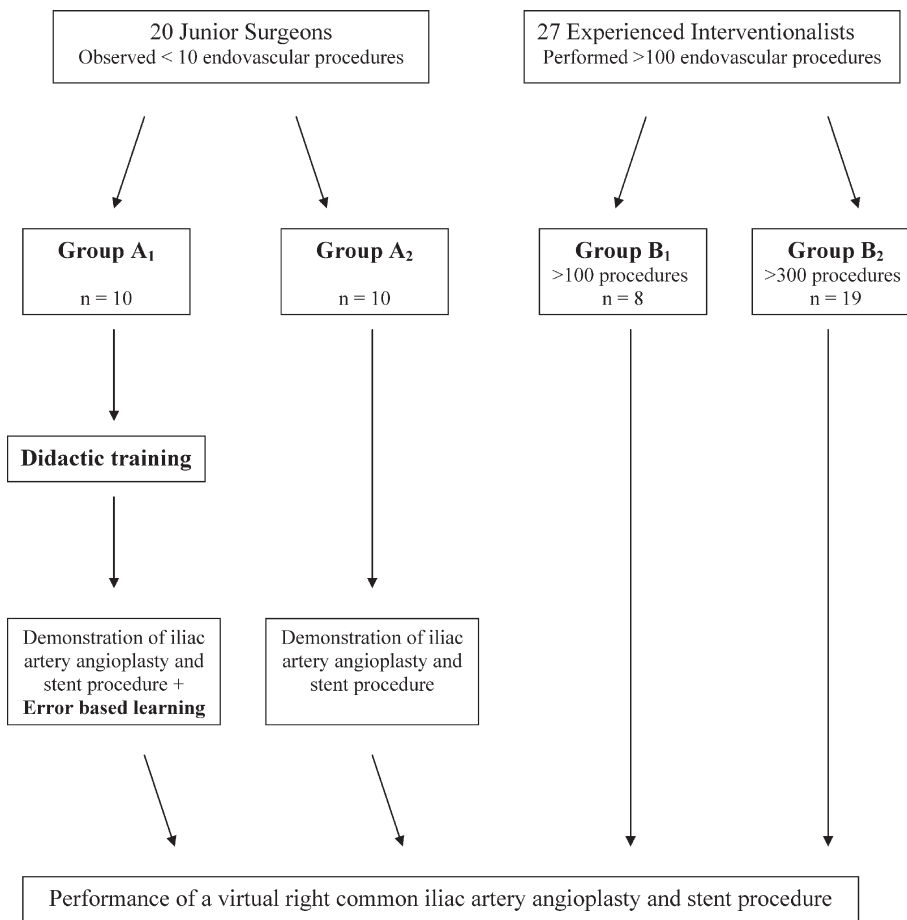 20 Junior Surgeons
Observed < 10 endovascular procedures
27 Experienced Interventionalists
Performed >100 endovascular procedures
Group A₁
n = 10
Group A₂
n = 10
Group B₁
>100 procedures
n = 8
Group B₂
>300 procedures
n = 19
Didactic training
Demonstration of iliac
artery angioplasty and
stent procedure +
Error based learning
Demonstration of iliac
artery angioplasty and
stent procedure
Performance of a virtual right common iliac artery angioplasty and stent procedure